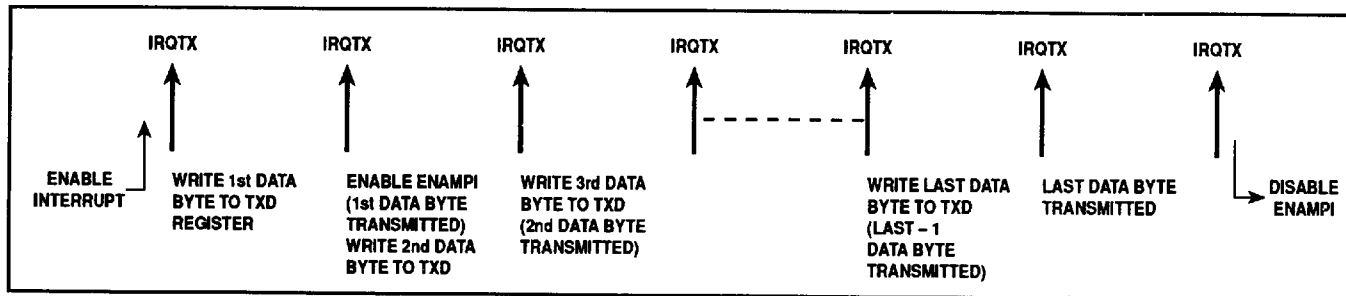 IRQTX
IRQTX
IRQTX
IRQTX
IRQTX
IRQTX
IRQTX
ENABLE
INTERRUPT
WRITE 1st DATA
BYTE TO TXD
REGISTER
ENABLE ENAMPI
(1st DATA BYTE
TRANSMITTED)
WRITE 2nd DATA
BYTE TO TXD
WRITE 3rd DATA
BYTE TO TXD
(2nd DATA BYTE
TRANSMITTED)
WRITE LAST DATA
BYTE TO TXD
(LAST – 1
DATA BYTE
TRANSMITTED)
LAST DATA BYTE
TRANSMITTED
DISABLE
ENAMPI